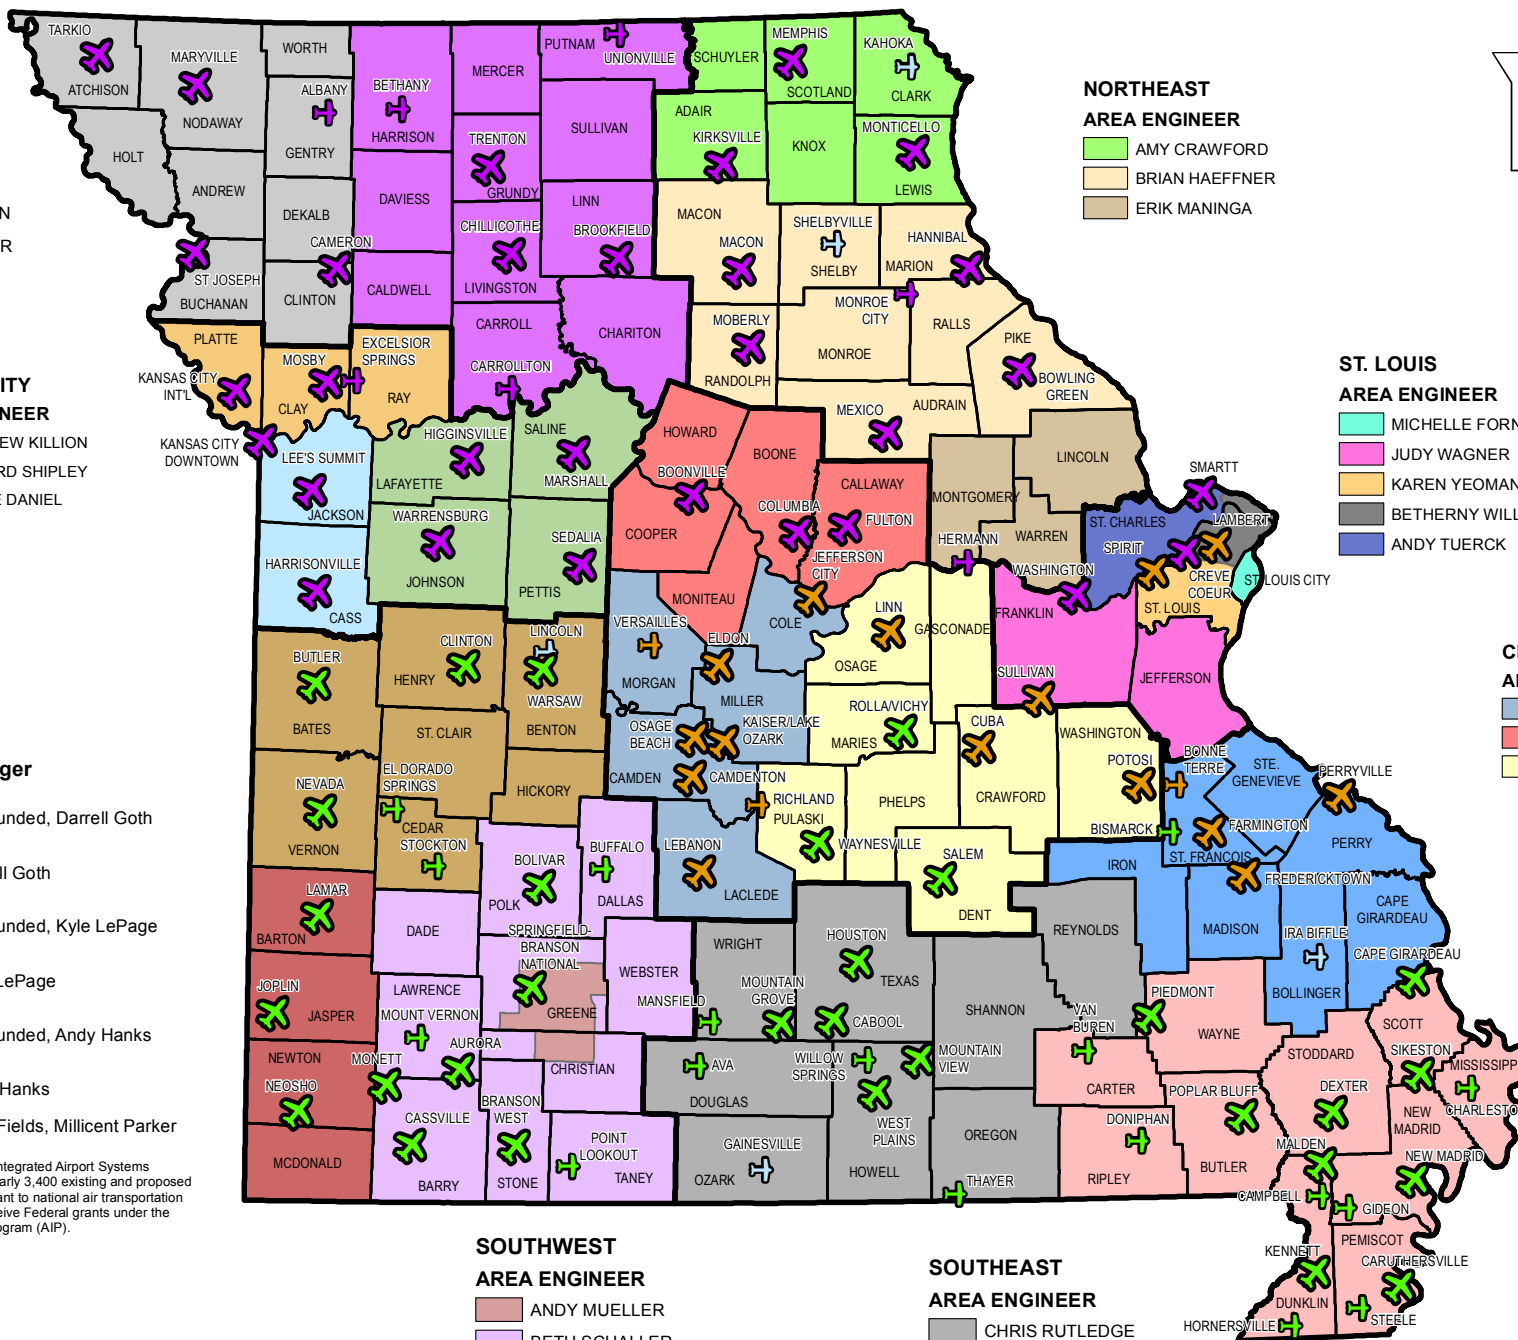 TARKIO
ATCHISON
MARYVILLE
NODAWAY
WORTH
ALBANY
GENTRY
BETHANY
HARRISON
MERCER
PUTNAM
UNIONVILLE
SCHUYLER
MEMPHIS
SCOTLAND
KAHOKA
CLARK
HOLT
ANDREW
DEKALB
DAVIESS
TRENTON
GRUNDY
SULLIVAN
ADAIR
KIRKSVILLE
KNOX
MONTICELLO
LEWIS
NORTHEAST
AREA ENGINEER
AMY CRAWFORD
BRIAN HAEFFNER
ERIK MANINGA
N
R
ST JOSEPH
BUCHANAN
CAMERON
CLINTON
CALDWELL
CHILLICOTHE
LIVINGSTON
LINN
BROOKFIELD
MACON
MACON
SHELBYVILLE
SHELBY
HANNIBAL
MARION
MONROE
CITY
MONROE
RALLS
PIKE
BOWLING
GREEN
PLATTE
KANSAS CITY
INT'L
MOSBY
CLAY
EXCELSIOR
SPRINGS
RAY
CARROLL
CARROLLTON
CHARITON
MOBERLY
RANDOLPH
MEXICO
AUDRAIN
ITY
NEER
EW KILLION
RD SHIPLEY
E DANIEL
KANSAS CITY
DOWNTOWN
LEE'S SUMMIT
JACKSON
HIGGINSVILLE
LAFAYETTE
SALINE
MARSHALL
HOWARD
BOONVILLE
BOONE
COLUMBIA
CALLAWAY
FULTON
MONTGOMERY
LINCOLN
WARREN
HERMANN
ST. LOUIS
AREA ENGINEER
MICHELLE FORN
JUDY WAGNER
KAREN YEOMAN
BETHERNY WILL
ANDY TUERCK
SMARTT
ST. CHARLES
SPIRIT
LAMBERT
CREVE
COEUR
ST. LOUIS
ST. LOUIS CITY
HARRISONVILLE
CASS
WARRENSBURG
JOHNSON
SEDALIA
PETTIS
COOPER
MONITEAU
JEFFERSON
CITY
COLE
LINN
OSAGE
GASCONADE
WASHINGTON
FRANKLIN
SULLIVAN
JEFFERSON
C
A
BUTLER
BATES
CLINTON
HENRY
LINCOLN
WARSAW
BENTON
VERSAILLES
MORGAN
ELDON
MILLER
OSAGE
BEACH
KAISER/LAKE
OZARK
CAMDEN
CAMDENTON
ROLLA/VICHY
MARIES
CUBA
CRAWFORD
WASHINGTON
POTOSI
BONNE
TERRE
STE.
GENEVIEVE
PERRYVILLE
PERRY
ST. CLAIR
EL DORADO
SPRINGS
HICKORY
NEVADA
VERNON
CEDAR
STOCKTON
BOLIVAR
POLK
BUFFALO
DALLAS
LEBANON
LACLEDE
RICHLAND
PULASKI
WAYNESVILLE
PHELPS
SALEM
DENT
BISMARCK
ST. FRANCOIS
FARMINGTON
IRON
FREDERICKTOWN
MADISON
IRA BIFFLE
BOLLINGER
CAPE
GIRARDEAU
CAPE GIRARDEAU
ger
unded, Darrell Goth
ll Goth
unded, Kyle LePage
LePage
unded, Andy Hanks
Hanks
Fields, Millicent Parker
ntegrated Airport Systems
arly 3,400 existing and proposed
ant to national air transportation
eive Federal grants under the
ogram (AIP).
LAMAR
BARTON
DADE
SPRINGFIELD-
BRANSON
NATIONAL
GREENE
WEBSTER
WRIGHT
MANSFIELD
MOUNTAIN
GROVE
HOUSTON
TEXAS
CABOOL
REYNOLDS
SHANNON
JOPLIN
JASPER
LAWRENCE
MOUNT VERNON
AURORA
MONETT
CHRISTIAN
AVA
DOUGLAS
WILLOW
SPRINGS
MOUNTAIN
VIEW
VAN
BUREN
CARTER
PIEDMONT
WAYNE
STODDARD
DEXTER
SCOTT
SIKESTON
MISSISSIPP
CHARLESTO
NEWTON
NEOSHO
MCDONALD
CASSVILLE
BARRY
BRANSON
WEST
STONE
POINT
LOOKOUT
TANEY
GAINESVILLE
OZARK
WEST
PLAINS
HOWELL
OREGON
THAYER
DONIPHAN
RIPLEY
POPLAR BLUFF
BUTLER
NEW
MADRID
NEW MADRID
MALDEN
CAMPBELL
GIDEON
KENNETT
DUNKLIN
PEMISCOT
CARUTHERSVILLE
STEELE
HORNERSVILLE
SOUTHWEST
AREA ENGINEER
ANDY MUELLER
BETH SCHALLER
SOUTHEAST
AREA ENGINEER
CHRIS RUTLEDGE